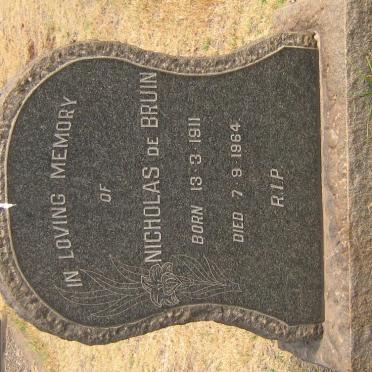 IN LOVING MEMORY
OF
NICHOLAS DE BRUIN
BORN 13·3·1911
DIED 7·9·1964
R.I.P.